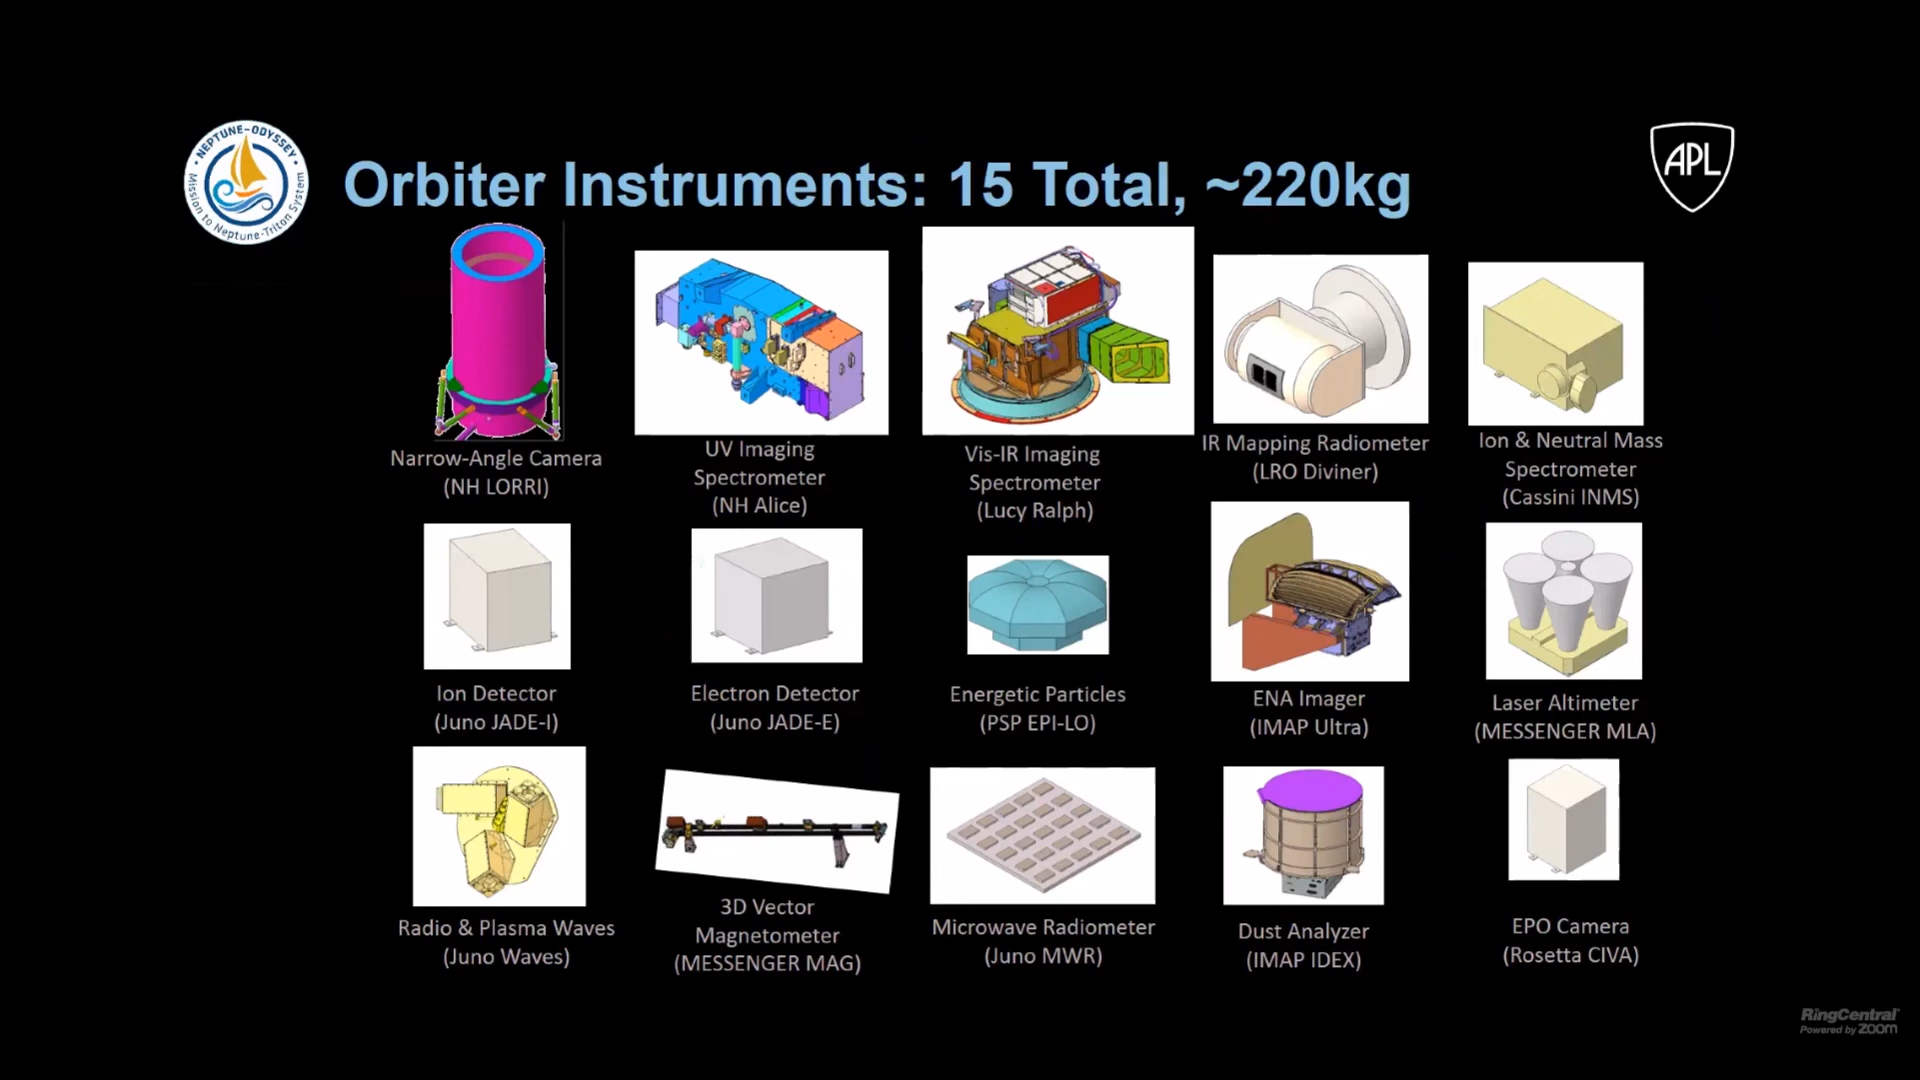 NEPTUNE-ODYSSEY
Mission to Neptune-Triton System
Orbiter Instruments: 15 Total, ~220kg
APL
Narrow-Angle Camera
(NH LORRI)
UV Imaging
Spectrometer
(NH Alice)
Vis-IR Imaging
Spectrometer
(Lucy Ralph)
IR Mapping Radiometer
(LRO Diviner)
Ion & Neutral Mass
Spectrometer
(Cassini INMS)
Ion Detector
(Juno JADE-I)
Electron Detector
(Juno JADE-E)
Energetic Particles
(PSP EPI-LO)
ENA Imager
(IMAP Ultra)
Laser Altimeter
(MESSENGER MLA)
Radio & Plasma Waves
(Juno Waves)
3D Vector
Magnetometer
(MESSENGER MAG)
Microwave Radiometer
(Juno MWR)
Dust Analyzer
(IMAP IDEX)
EPO Camera
(Rosetta CIVA)
RingCentral
Powered by zoom